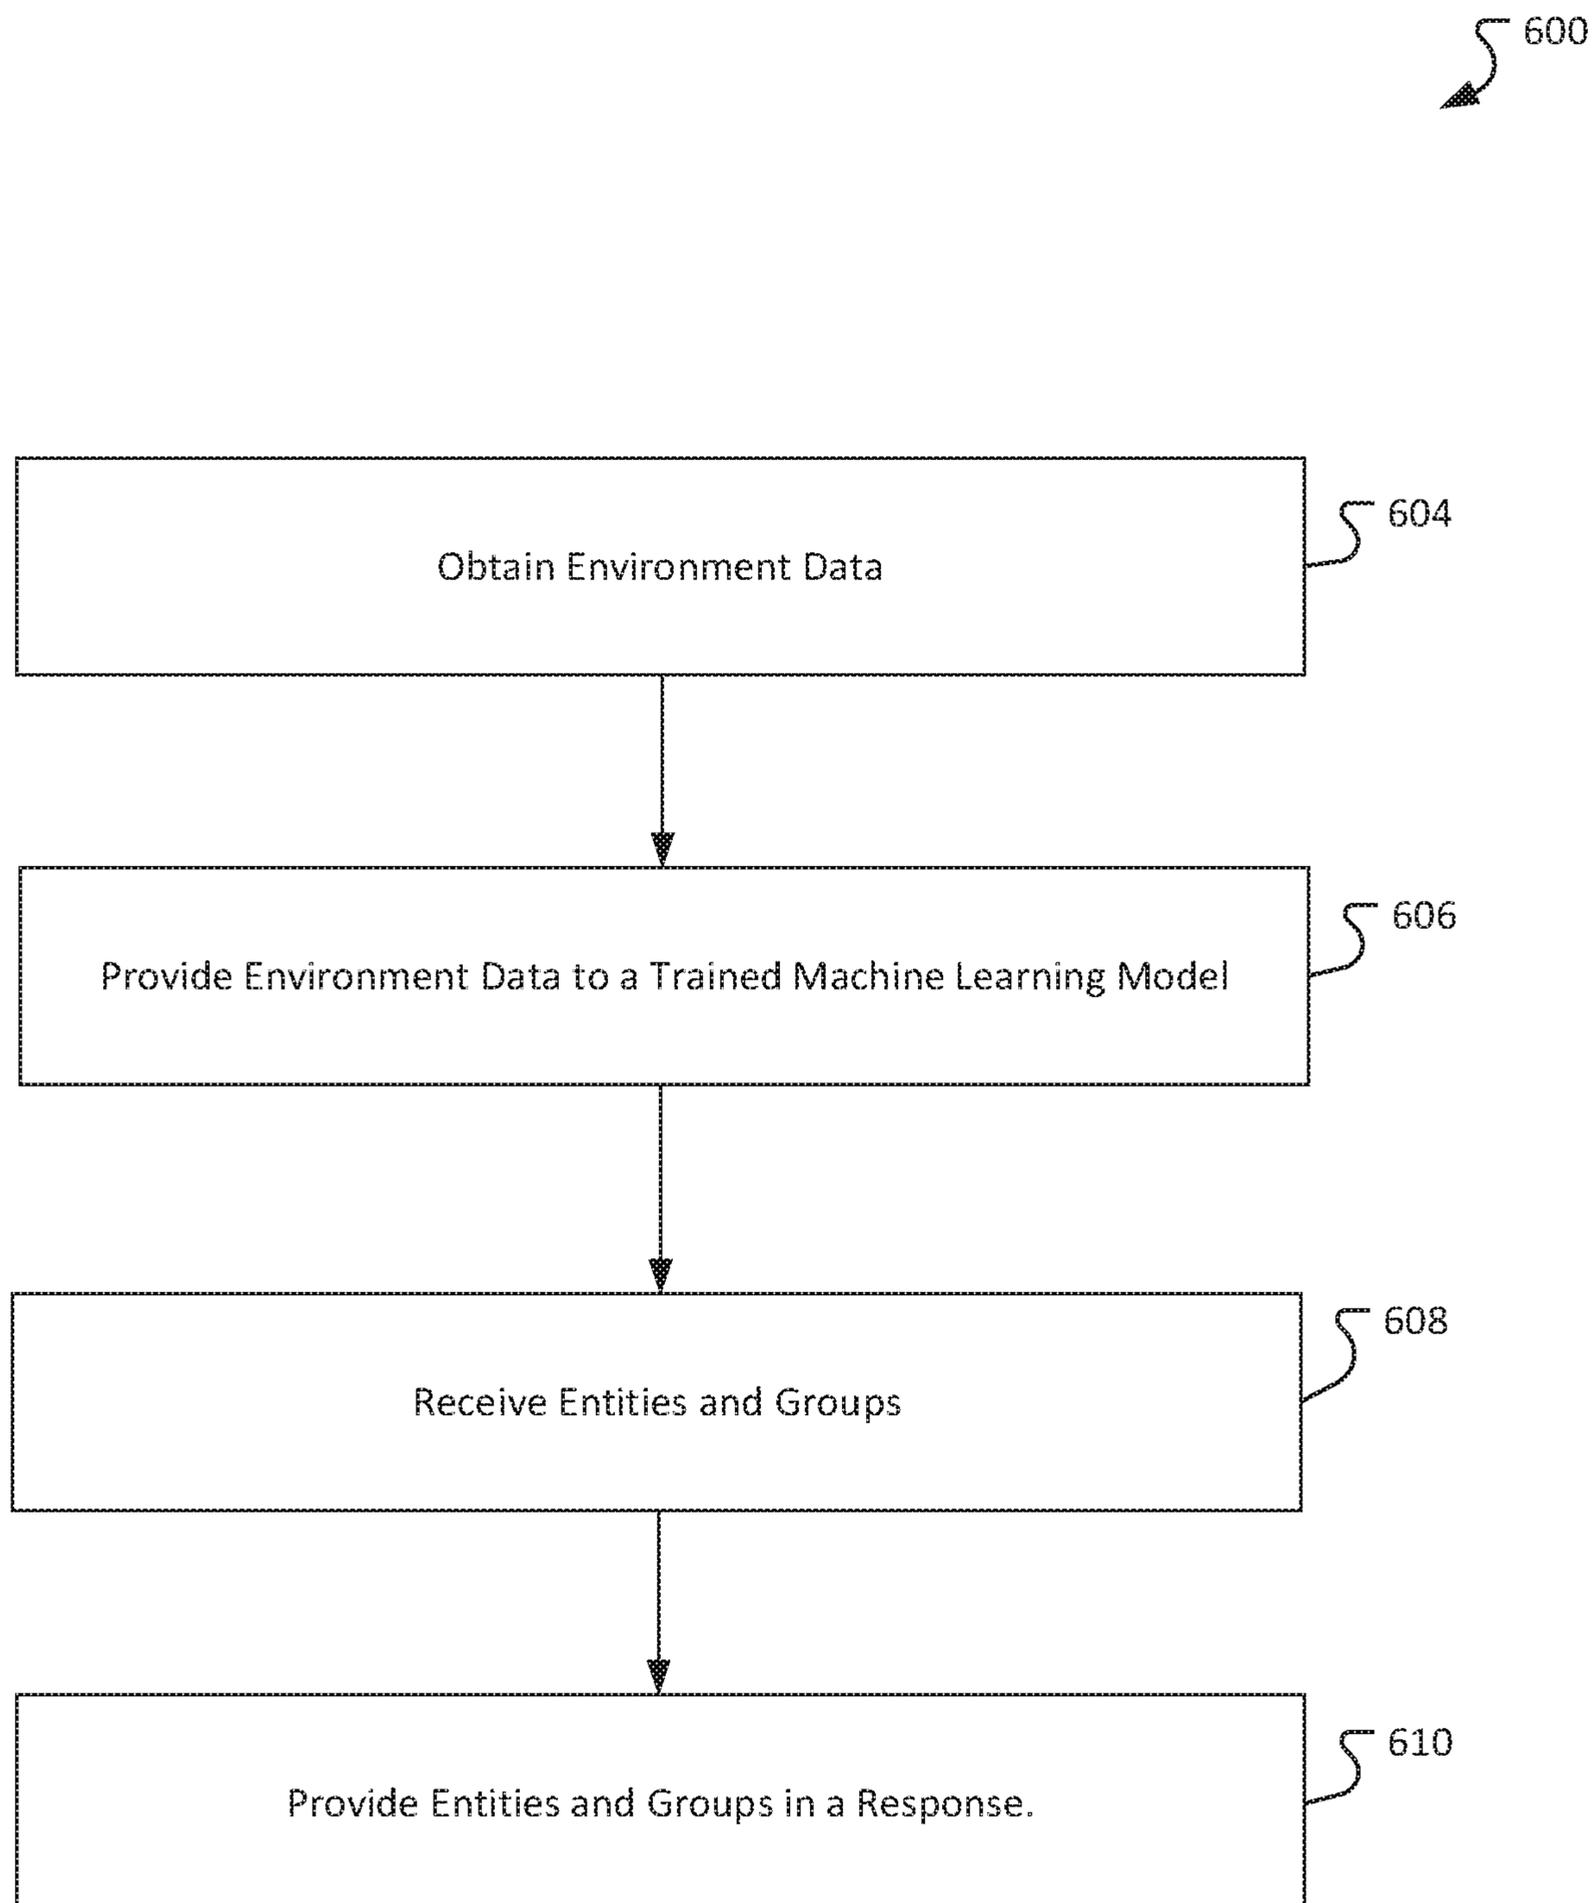 600
Obtain Environment Data
604
Provide Environment Data to a Trained Machine Learning Model
606
Receive Entities and Groups
608
Provide Entities and Groups in a Response.
610